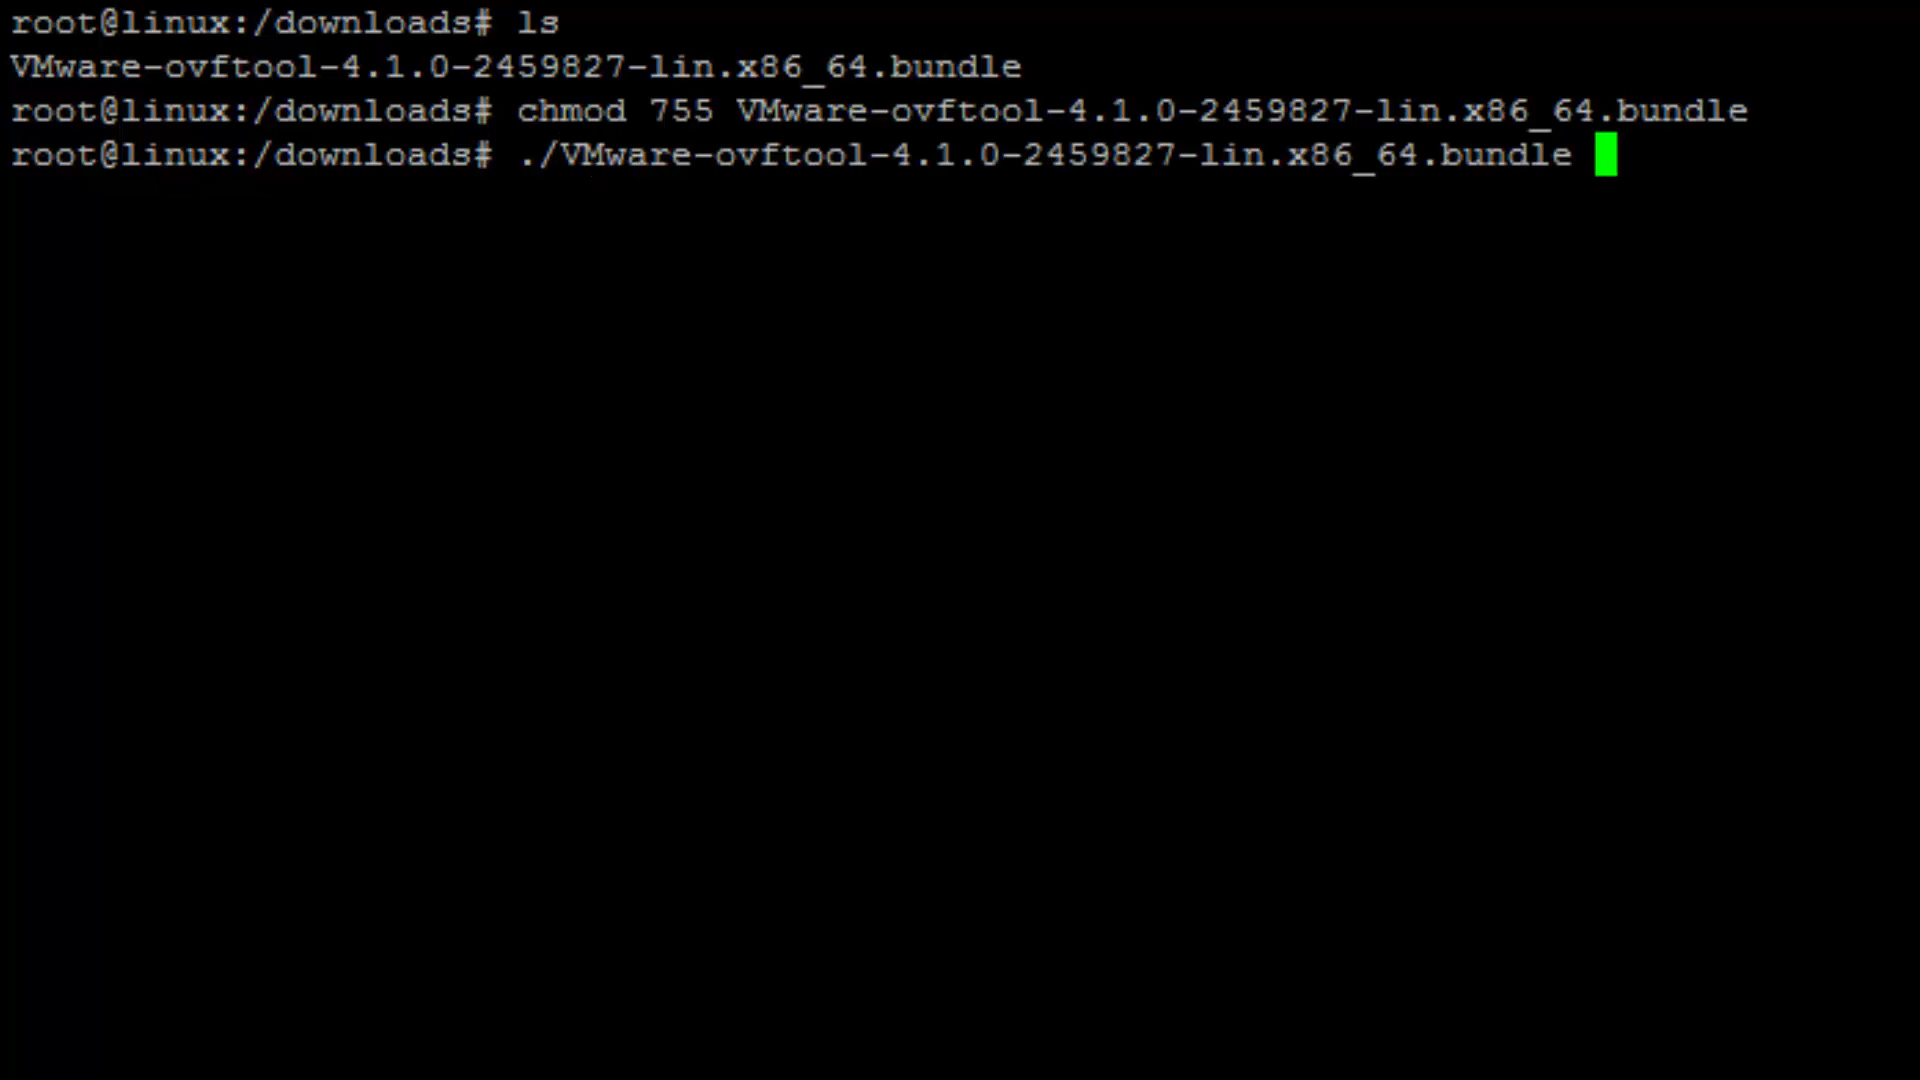 root@linux:/downloads# ls
VMware-ovftool-4.1.0-2459827-lin.x86_64.bundle
root@linux:/downloads# chmod 755 VMware-ovftool-4.1.0-2459827-lin.x86_64.bundle
root@linux:/downloads# ./VMware-ovftool-4.1.0-2459827-lin.x86_64.bundle